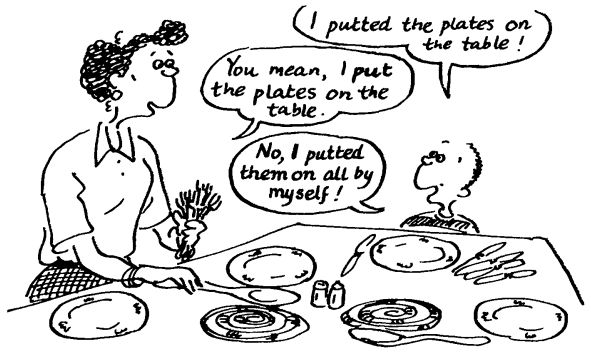 I putted the plates on
the table!
You mean, I put
the plates on the
table.
No, I putted
them on all by
myself!